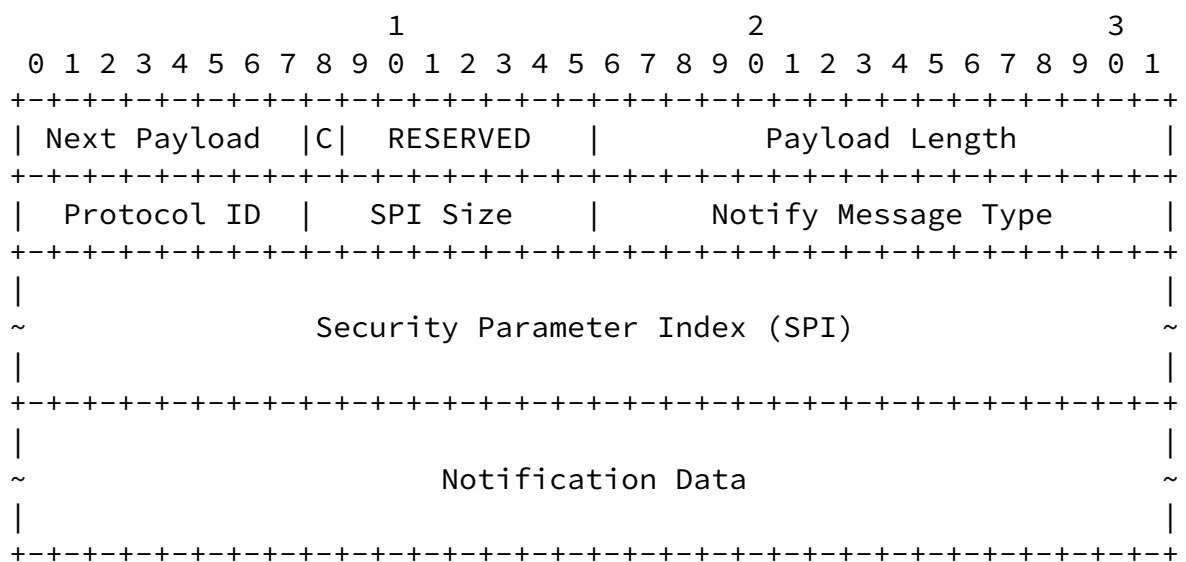 1                   2                   3
 0 1 2 3 4 5 6 7 8 9 0 1 2 3 4 5 6 7 8 9 0 1 2 3 4 5 6 7 8 9 0 1
+-+-+-+-+-+-+-+-+-+-+-+-+-+-+-+-+-+-+-+-+-+-+-+-+-+-+-+-+-+-+-+-+
| Next Payload  |C|  RESERVED   |         Payload Length        |
+-+-+-+-+-+-+-+-+-+-+-+-+-+-+-+-+-+-+-+-+-+-+-+-+-+-+-+-+-+-+-+-+
|  Protocol ID  |   SPI Size    |      Notify Message Type      |
+-+-+-+-+-+-+-+-+-+-+-+-+-+-+-+-+-+-+-+-+-+-+-+-+-+-+-+-+-+-+-+-+
|                                                               |
~                Security Parameter Index (SPI)                 ~
|                                                               |
+-+-+-+-+-+-+-+-+-+-+-+-+-+-+-+-+-+-+-+-+-+-+-+-+-+-+-+-+-+-+-+-+
|                                                               |
~                       Notification Data                       ~
|                                                               |
+-+-+-+-+-+-+-+-+-+-+-+-+-+-+-+-+-+-+-+-+-+-+-+-+-+-+-+-+-+-+-+-+